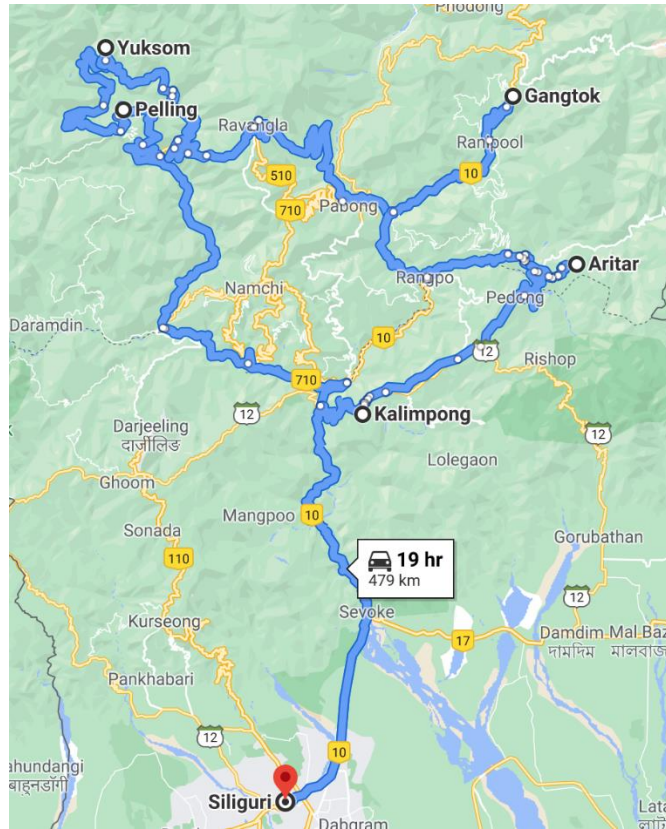 Phodong
Yuksom
Gangtok
Pelling
Ravangla
Ranipool
10
510
710
Pabong
Aritar
Rangpo
Pedong
Namchi
Daramdin
10
12
Rishop
710
12
Kalimpong
12
Darjeeling
दार्जीलिङ
Lolegaon
Ghoom
Mangpoo
10
Sonada
Gorubathan
110
19 hr
479 km
12
Sevoke
Kurseong
17
Damdim
দামদিম
Mal Baz
মালবাজ
Pankhabari
12
10
ahundangi
बाहुनडाँगी
Siliguri
Dabgram
Lata